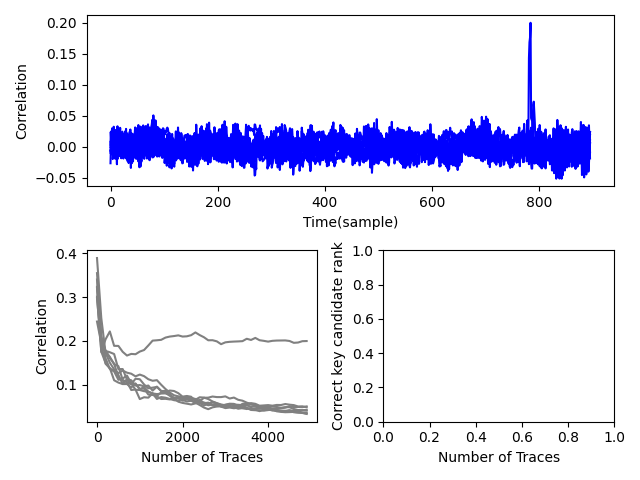 0.20
0.15
0.10
0.05
0.00
−0.05
Correlation
0 200 400 600 800
Time(sample)
0.4
0.3
0.2
0.1
Correlation
0 2000 4000
Number of Traces
1.0
0.8
0.6
0.4
0.2
0.0
Correct key candidate rank
0.0 0.2 0.4 0.6 0.8 1.0
Number of Traces